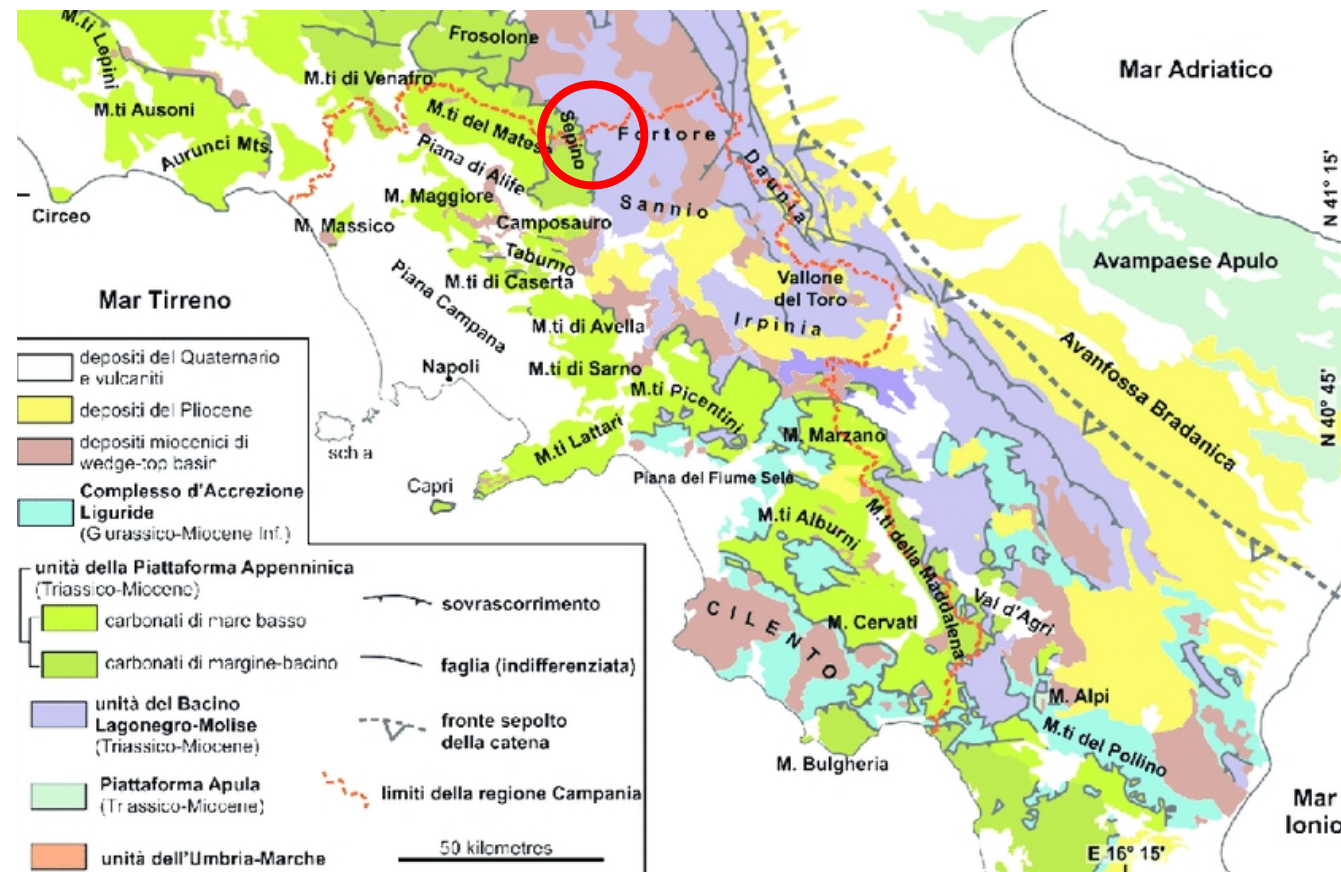 Frosolone
M.ti Lepini
M.ti di Venafro
Mar Adriatico
M.ti Ausoni
M.ti del Matese
Sepino
Fortore
Aurunci Mts.
Piana di Alife
Daunia
N 41° 15'
Circeo
M. Maggiore
Sannio
M. Massico
Camposauro
Taburno
Avampaese Apulo
Mar Tirreno
Piana Campana
M.ti di Caserta
Vallone
del Toro
Irpinia
M.ti di Avella
Avanfossa Bradanica
Napoli
M.ti di Sarno
M.ti Picentini
N 40° 45'
M.ti Lattari
M. Marzano
schia
Capri
Piana del Fiume Sele
M.ti Alburni
M.ti della Maddalena
CILENTO
M. Cervati
Val d'Agri
M. Alpi
M.ti del Pollino
M. Bulgheria
Mar
Ionio
E 16° 15'
depositi del Quaternario
e vulcaniti
depositi del Pliocene
depositi miocenici di
wedge-top basin
Complesso d'Accrezione
Liguride
(Giurassico-Miocene Inf.)
unità della Piattaforma Appenninica
(Triassico-Miocene)
carbonati di mare basso
carbonati di margine-bacino
unità del Bacino
Lagonegro-Molise
(Triassico-Miocene)
Piattaforma Apula
(Triassico-Miocene)
unità dell'Umbria-Marche
sovrascorrimento
faglia (indifferenziata)
fronte sepolto
della catena
limiti della regione Campania
50 kilometres